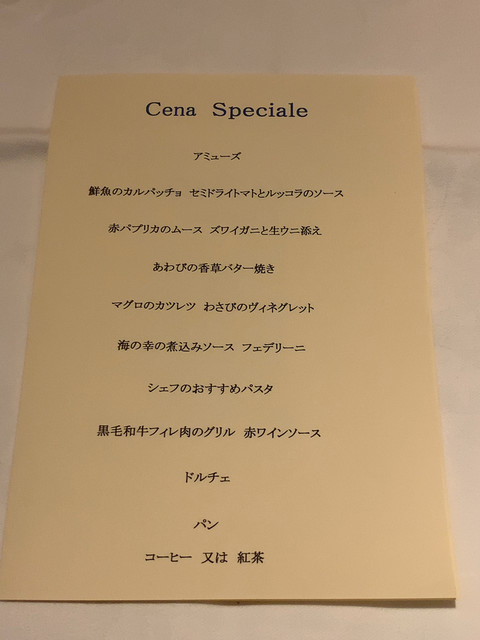 Cena Speciale
アミューズ
鮮魚のカルパッチョ セミドライトマトとルッコラのソース
赤パプリカのムース ズワイガニと生ウニ添え
あわびの香草バター焼き
マグロのカツレツ わさびのヴィネグレット
海の幸の煮込みソース フェデリーニ
シェフのおすすめパスタ
黒毛和牛フィレ肉のグリル 赤ワインソース
ドルチェ
パン
コーヒー 又は 紅茶